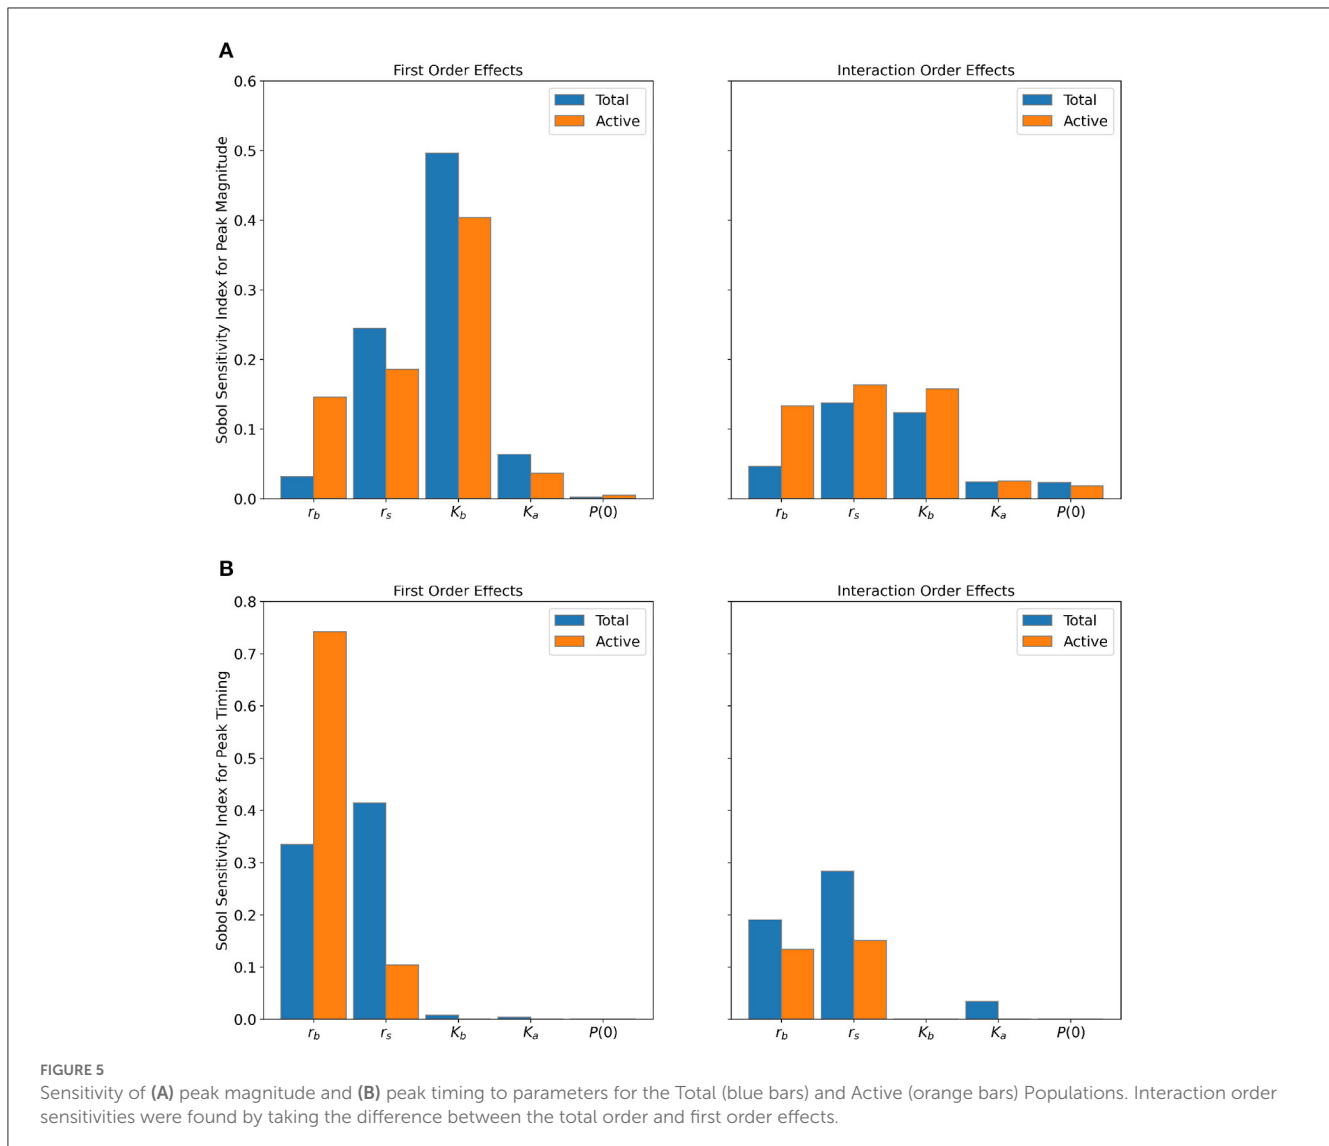 A
First Order Effects
Interaction Order Effects
Sobol Sensitivity Index for Peak Magnitude
0.6
0.5
0.4
0.3
0.2
0.1
0.0
Total
Active
Total
Active
r_b r_s K_b K_a P(0)
r_b r_s K_b K_a P(0)
B
First Order Effects
Interaction Order Effects
Sobol Sensitivity Index for Peak Timing
0.8
0.7
0.6
0.5
0.4
0.3
0.2
0.1
0.0
Total
Active
Total
Active
r_b r_s K_b K_a P(0)
r_b r_s K_b K_a P(0)
FIGURE 5
Sensitivity of (A) peak magnitude and (B) peak timing to parameters for the Total (blue bars) and Active (orange bars) Populations. Interaction order
sensitivities were found by taking the difference between the total order and first order effects.